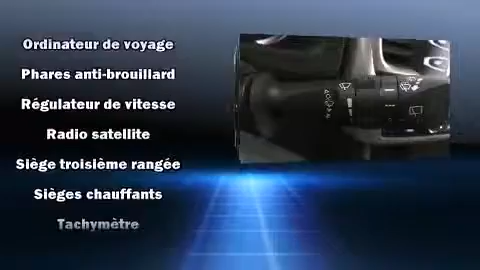 Ordinateur de voyage
Phares anti-brouillard
Régulateur de vitesse
Radio satellite
Siège troisième rangée
Sièges chauffants
Tachymètre